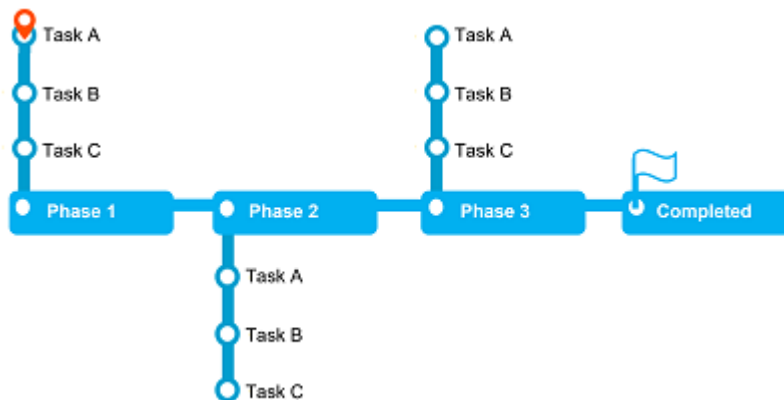 Task A
Task B
Task C
Task A
Task B
Task C
Phase 1
Phase 2
Phase 3
Completed
Task A
Task B
Task C